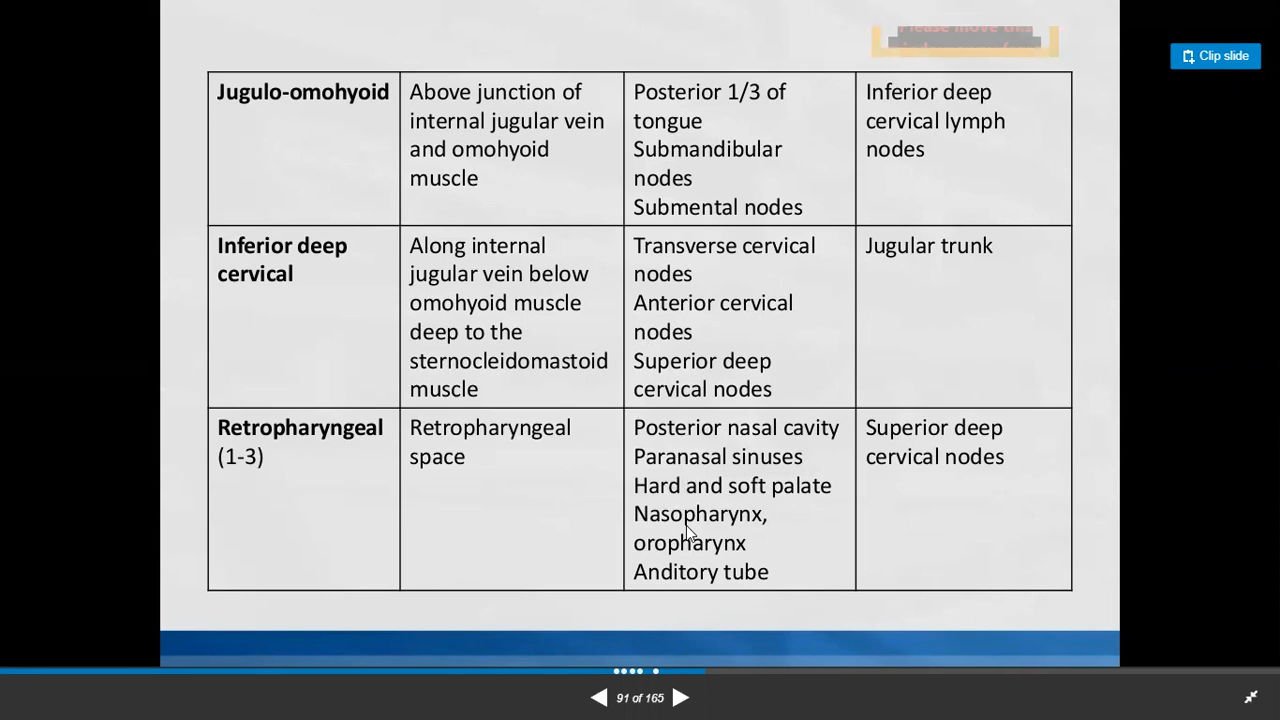 Please move this
Clip slide
Jugulo-omohyoid
Above junction of
internal jugular vein
and omohyoid
muscle
Posterior 1/3 of
tongue
Submandibular
nodes
Submental nodes
Inferior deep
cervical lymph
nodes
Inferior deep
cervical
Along internal
jugular vein below
omohyoid muscle
deep to the
sternocleidomastoid
muscle
Transverse cervical
nodes
Anterior cervical
nodes
Superior deep
cervical nodes
Jugular trunk
Retropharyngeal
(1-3)
Retropharyngeal
space
Posterior nasal cavity
Paranasal sinuses
Hard and soft palate
Nasopharynx,
oropharynx
Anditory tube
Superior deep
cervical nodes
91 of 165